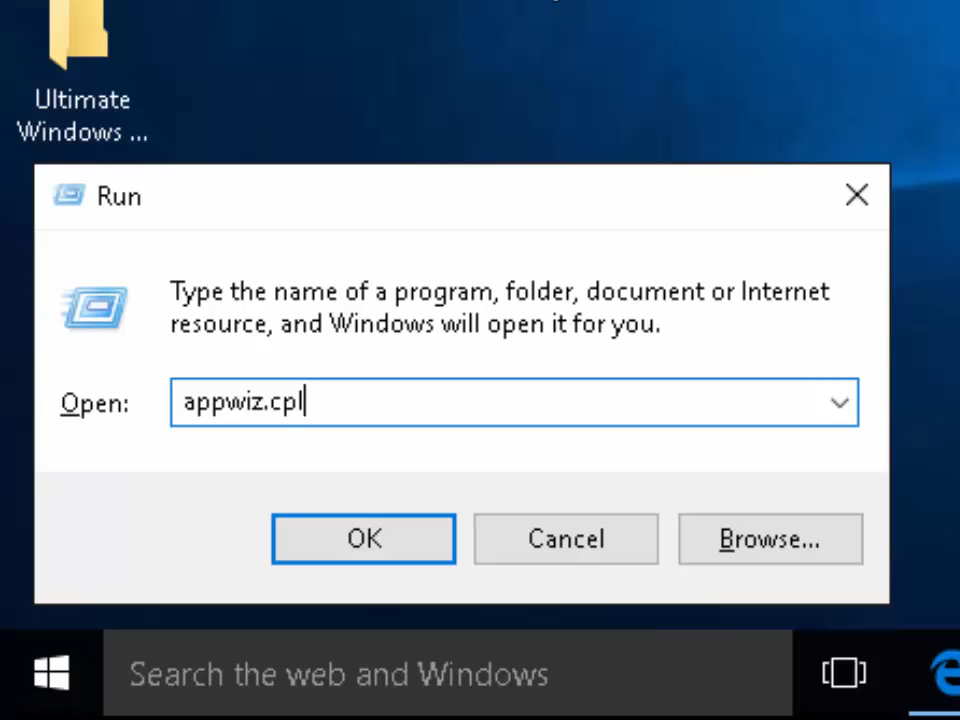 Ultimate
Windows ...
Run
Type the name of a program, folder, document or Internet
resource, and Windows will open it for you.
Open:
appwiz.cpl
OK
Cancel
Browse...
Search the web and Windows